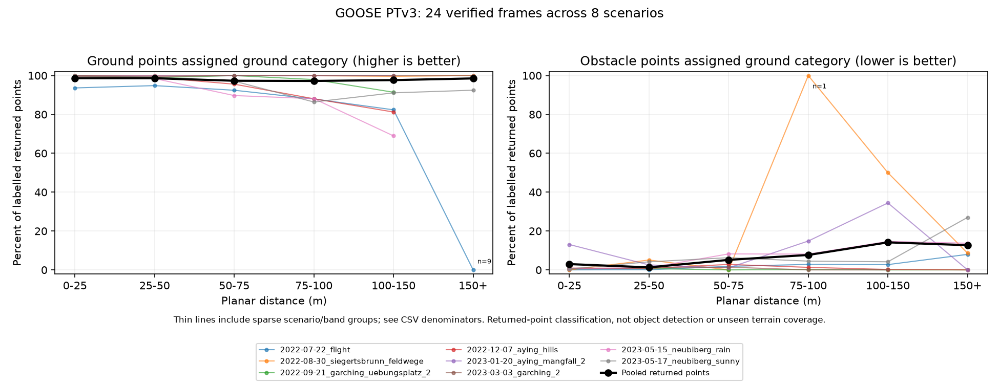 GOOSE PTv3: 24 verified frames across 8 scenarios
Ground points assigned ground category (higher is better)
Percent of labelled returned points
100
80
60
40
20
0
n=9
0-25
25-50
50-75
75-100
100-150
150+
Planar distance (m)
Obstacle points assigned ground category (lower is better)
Percent of labelled returned points
100
80
60
40
20
0
n=1
0-25
25-50
50-75
75-100
100-150
150+
Planar distance (m)
Thin lines include sparse scenario/band groups; see CSV denominators. Returned-point classification, not object detection or unseen terrain coverage.
2022-07-22_flight
2022-08-30_siegertsbrunn_feldwege
2022-09-21_garching_uebungsplatz_2
2022-12-07_aying_hills
2023-01-20_aying_mangfall_2
2023-03-03_garching_2
2023-05-15_neubiberg_rain
2023-05-17_neubiberg_sunny
Pooled returned points